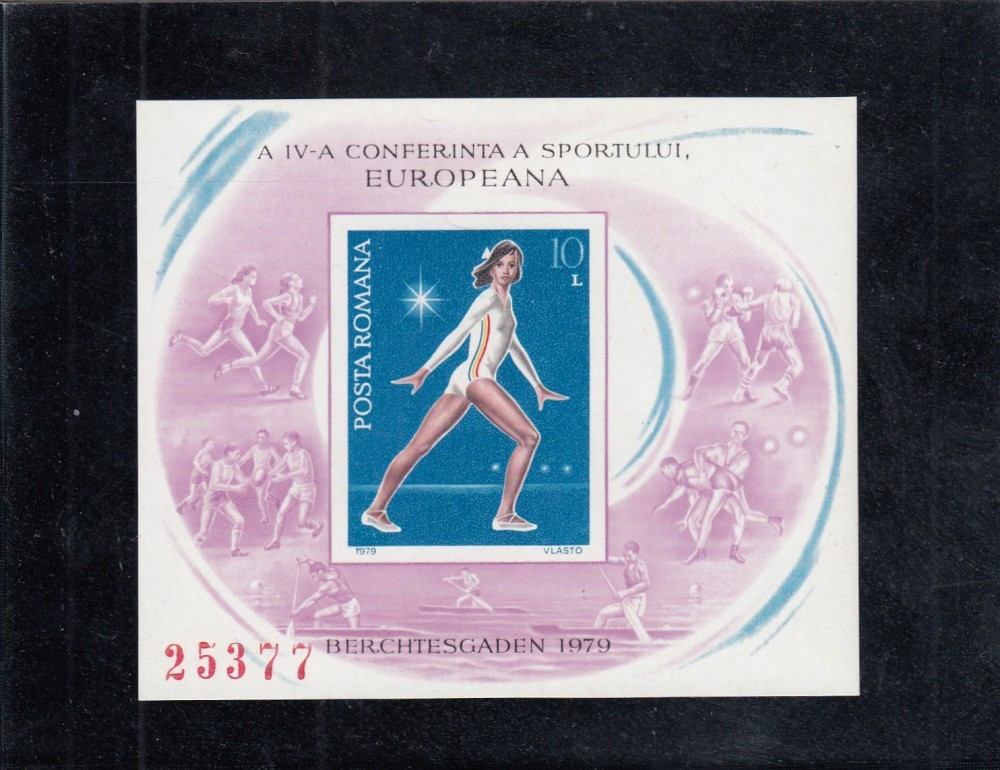 A IV-A CONFERINTA A SPORTULUI,
EUROPEANA
POSTA ROMANA
10
L
1979
VLASTO
BERCHTESGADEN 1979
25377